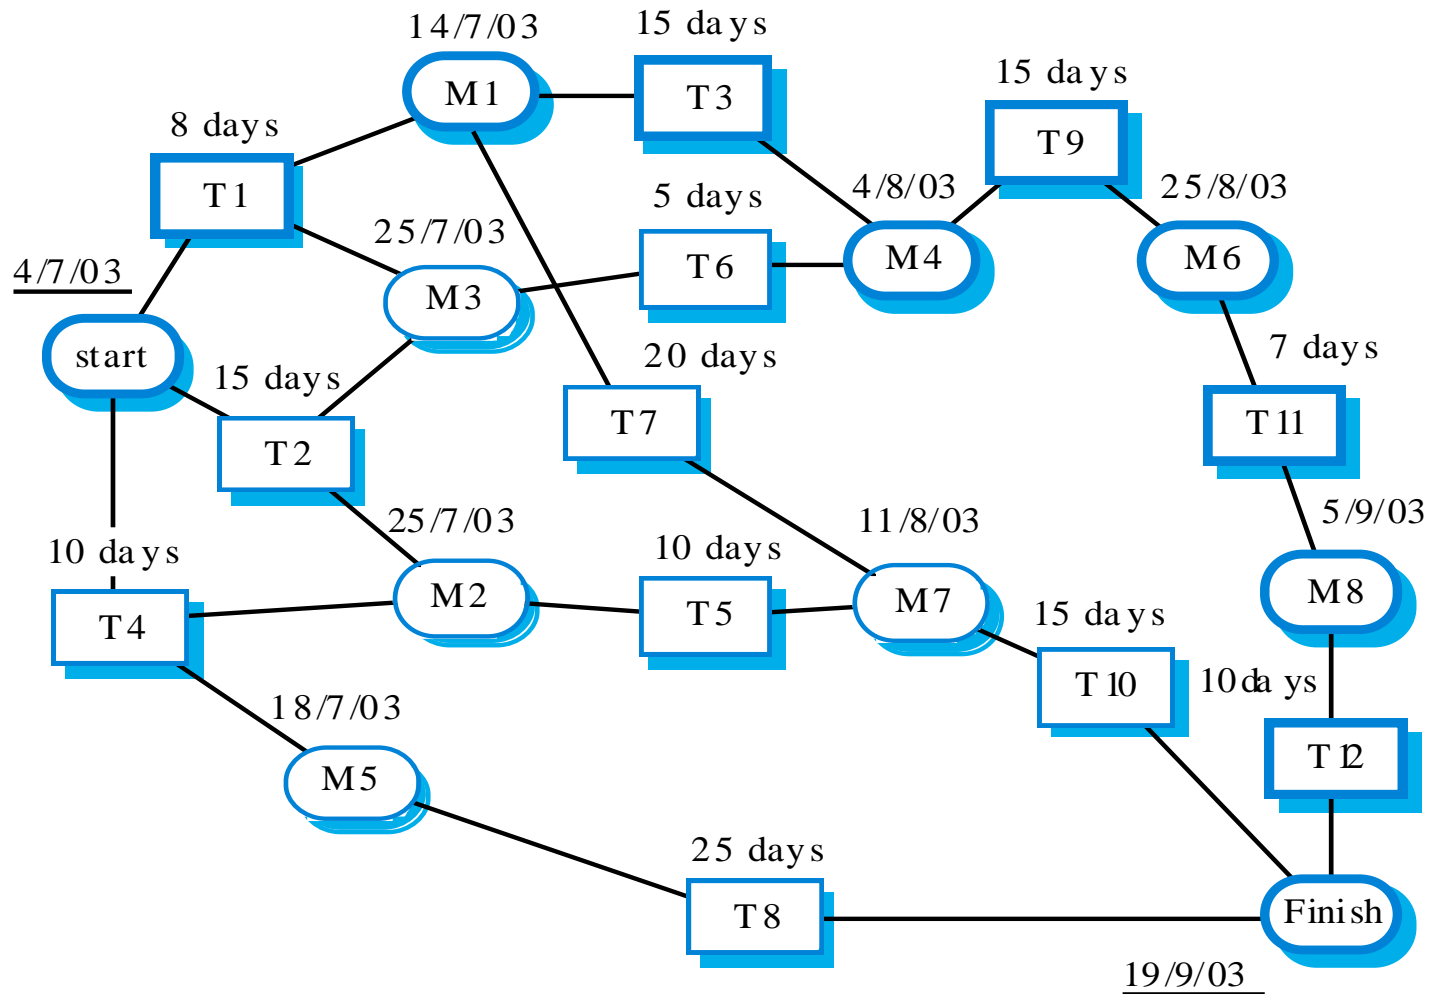 14/7/03
15 days
M1
T3
15 days
8 days
T9
T1
5 days
4/8/03
25/8/03
25/7/03
4/7/03
M3
T6
M4
M6
start
15 days
20 days
7 days
T2
T7
T11
25/7/03
11/8/03
5/9/03
10 days
10 days
M2
M7
M8
T4
T5
15 days
18/7/03
T10
10 days
M5
T12
25 days
T8
Finish
19/9/03